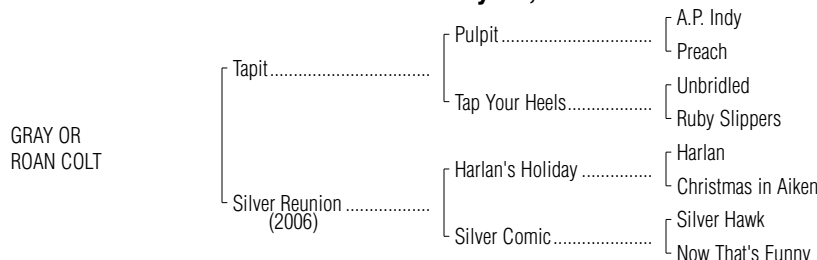 A.P. Indy
Pulpit
Preach
Tapit
Unbridled
Tap Your Heels
Ruby Slippers
GRAY OR
ROAN COLT
Harlan
Harlan's Holiday
Christmas in Aiken
Silver Reunion
(2006)
Silver Hawk
Silver Comic
Now That's Funny